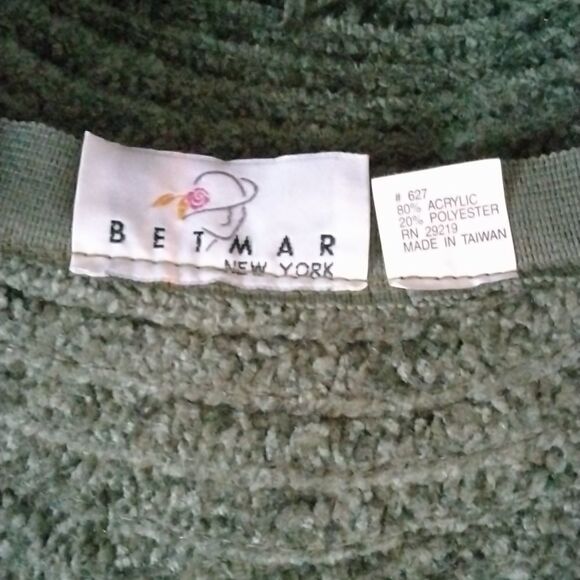 BETMAR
NEW YORK
# 627
80% ACRYLIC
20% POLYESTER
RN 29219
MADE IN TAIWAN